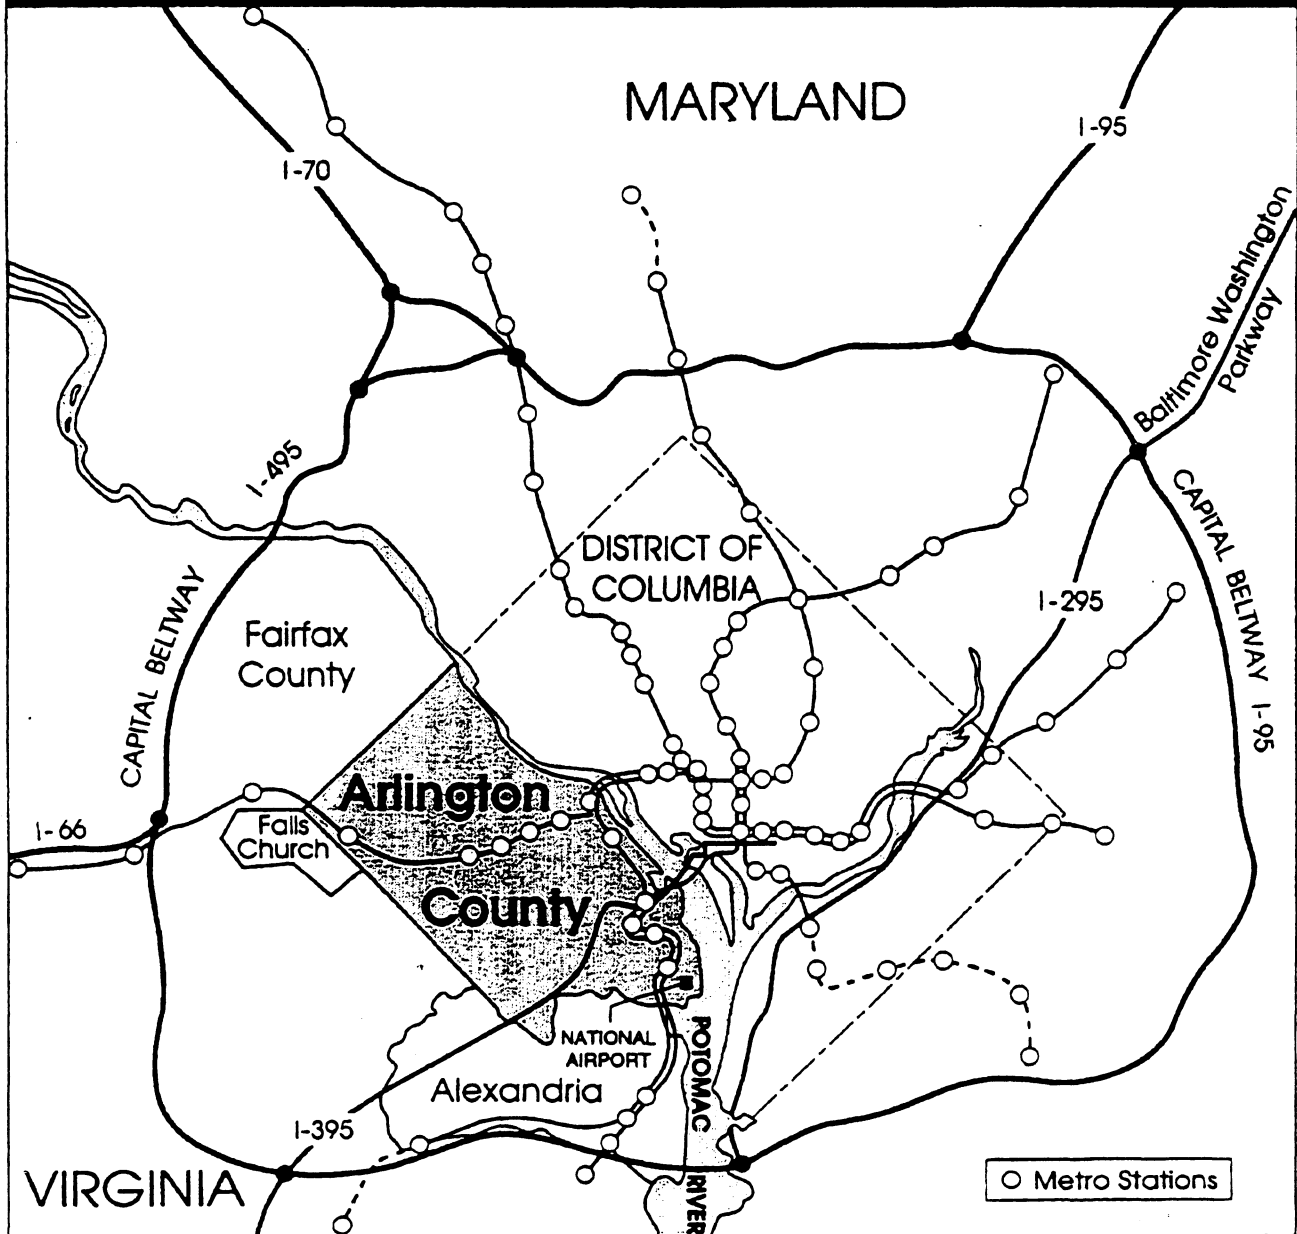 MARYLAND
I-95
I-70
Baltimore Washington
Parkway
I-495
CAPITAL BELTWAY I-95
DISTRICT OF
COLUMBIA
I-295
CAPITAL BELTWAY
Fairfax
County
Arlington
County
I-66
Falls
Church
NATIONAL
AIRPORT
POTOMAC RIVER
Alexandria
I-395
VIRGINIA
Metro Stations